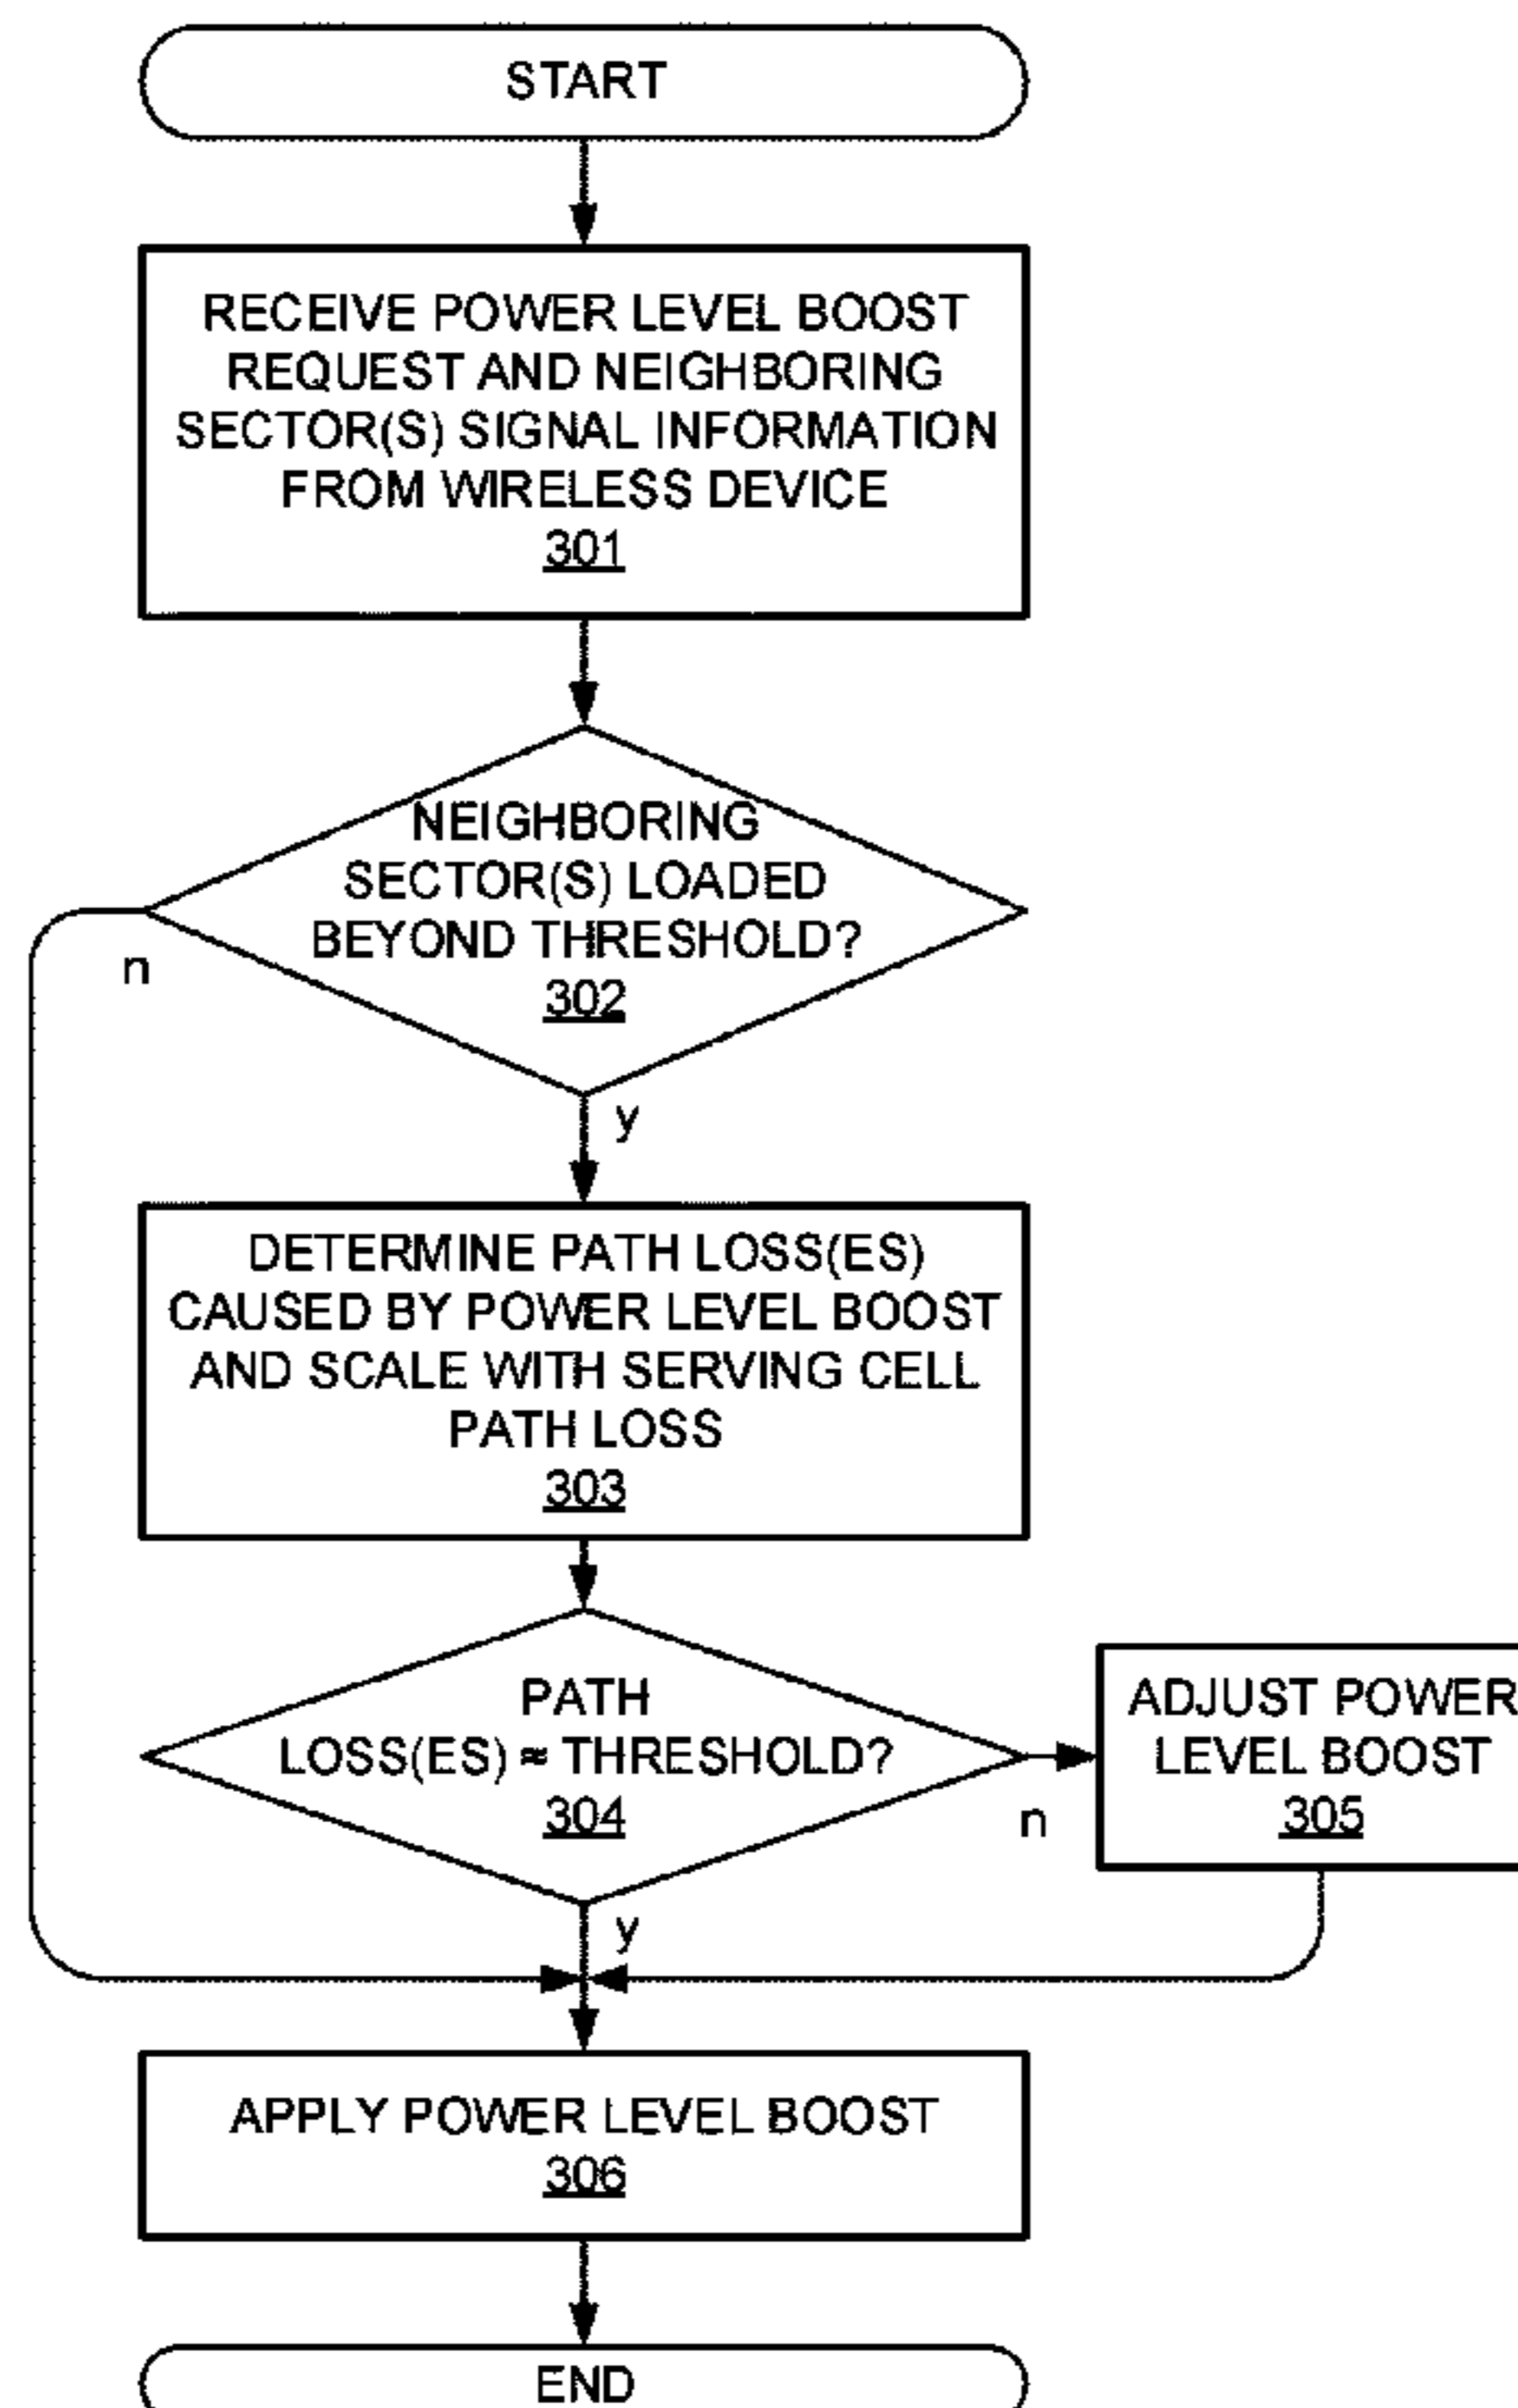 START
RECEIVE POWER LEVEL BOOST
REQUEST AND NEIGHBORING
SECTOR(S) SIGNAL INFORMATION
FROM WIRELESS DEVICE
301
NEIGHBORING
SECTOR(S) LOADED
BEYOND THRESHOLD?
302
n
y
DETERMINE PATH LOSS(ES)
CAUSED BY POWER LEVEL BOOST
AND SCALE WITH SERVING CELL
PATH LOSS
303
PATH
LOSS(ES) ≈ THRESHOLD?
304
n
ADJUST POWER
LEVEL BOOST
305
y
APPLY POWER LEVEL BOOST
306
END